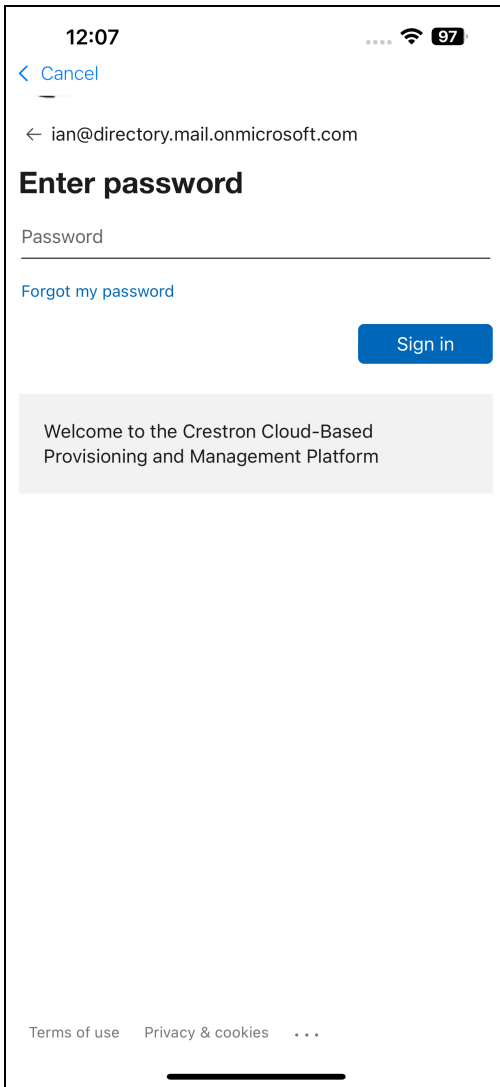 12:07
97
Cancel
ian@directory.mail.onmicrosoft.com
Enter password
Password
Forgot my password
Sign in
Welcome to the Crestron Cloud-Based
Provisioning and Management Platform
Terms of use Privacy & cookies ...